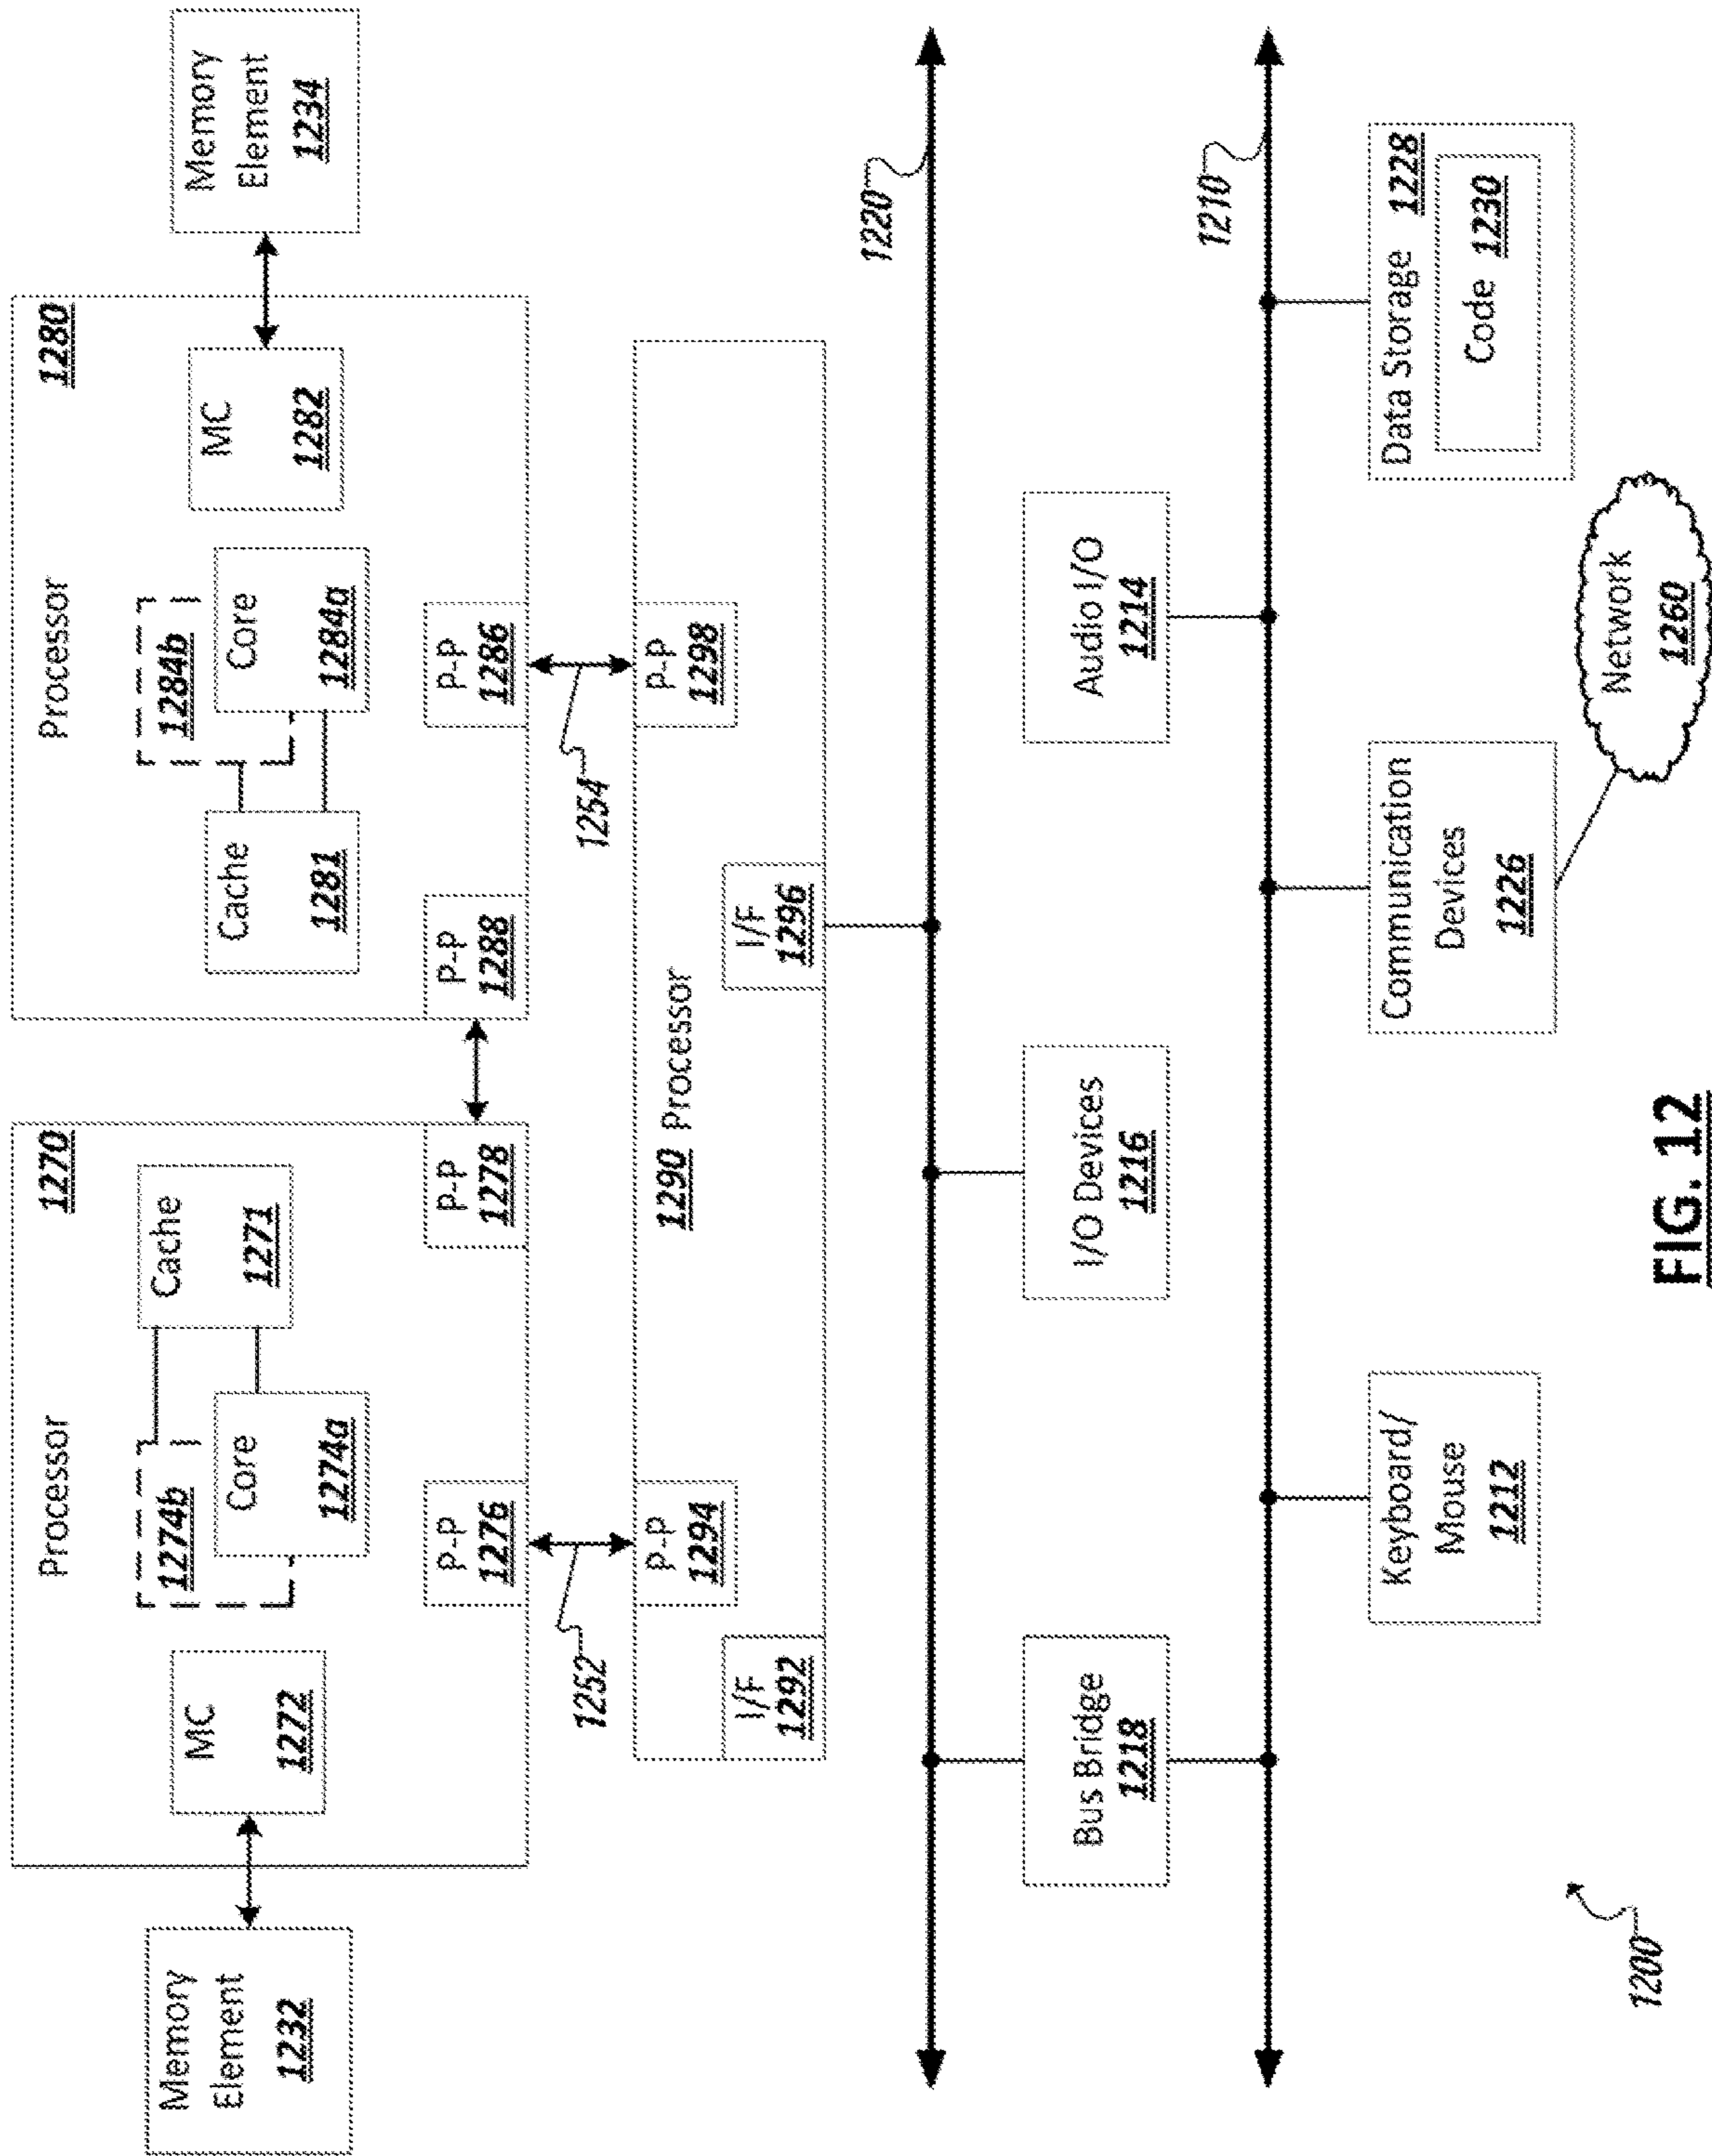 Processor
1270
Processor
1280
Memory
Element
1232
MC
1272
1274b
Core
1274a
Cache
1271
Cache
1281
1284b
Core
1284a
MC
1282
Memory
Element
1234
P-P
1276
P-P
1278
P-P
1288
P-P
1286
1252
1254
P-P
1294
1290 Processor
P-P
1298
I/F
1292
I/F
1296
1220
Bus Bridge
1218
I/O Devices
1216
Audio I/O
1214
1210
Keyboard/
Mouse
1212
Communication
Devices
1226
Data Storage 1228
Code 1230
Network
1260
1200
FIG. 12